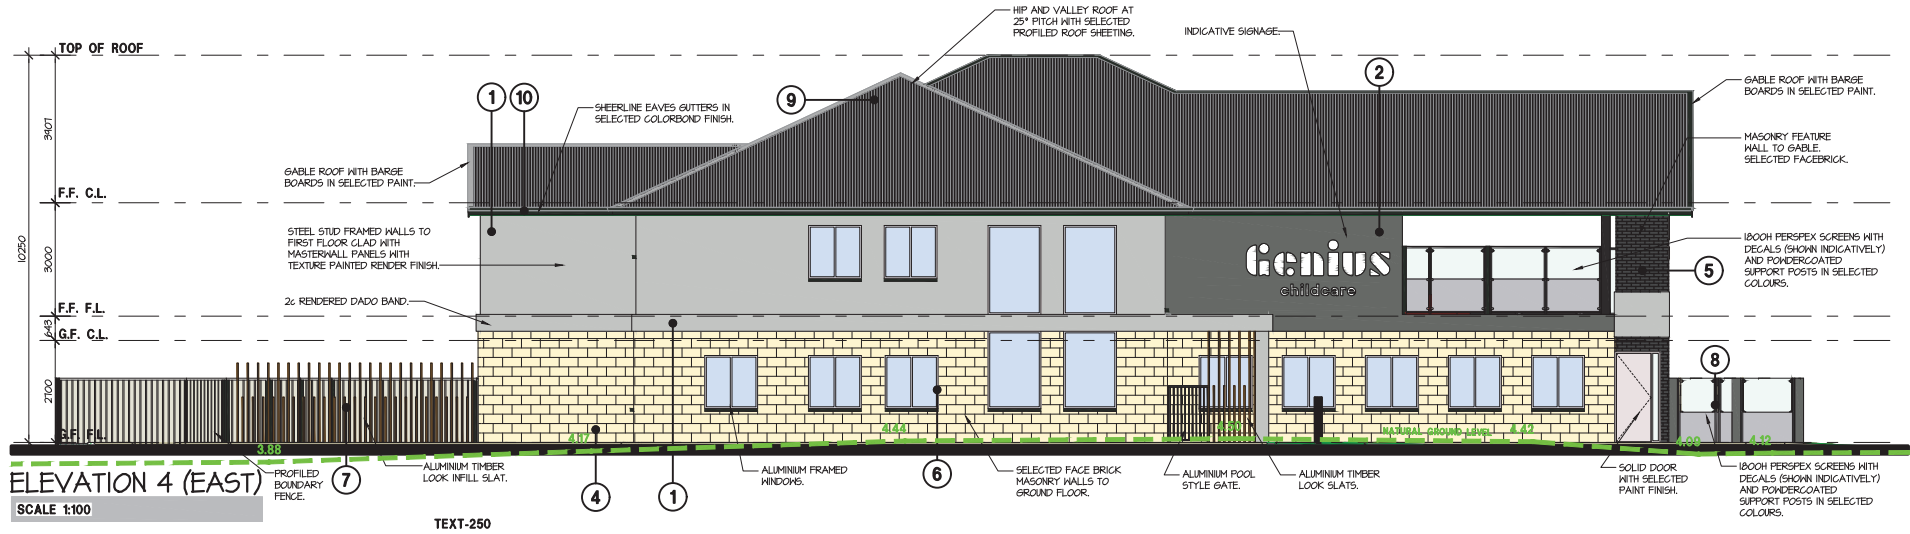 HIP AND VALLEY ROOF AT
25° PITCH WITH SELECTED
PROFILED ROOF SHEETING.
INDICATIVE SIGNAGE.
TOP OF ROOF
1
10
9
2
GABLE ROOF WITH BARGE
BOARDS IN SELECTED PAINT.
SHEERLINE EAVES GUTTERS IN
SELECTED COLORBOND FINISH.
3407
MASONRY FEATURE
WALL TO GABLE.
SELECTED FACEBRICK.
GABLE ROOF WITH BARGE
BOARDS IN SELECTED PAINT.
F.F. C.L.
10250
3000
STEEL STUD FRAMED WALLS TO
FIRST FLOOR CLAD WITH
MASTERWALL PANELS WITH
TEXTURE PAINTED RENDER FINISH.
Genius
childcare
1800H PERSPEX SCREENS WITH
DECALS (SHOWN INDICATIVELY)
AND POWDERCOATED
SUPPORT POSTS IN SELECTED
COLOURS.
5
2c RENDERED DADO BAND.
F.F. F.L.
643
G.F. C.L.
8
2700
G.F. F.L.
3.88
4.17
4.44
4.50
NATURAL GROUND LEVEL
4.42
4.09
4.12
ELEVATION 4 (EAST)
SCALE 1:100
PROFILED
BOUNDARY
FENCE.
7
ALUMINIUM TIMBER
LOOK INFILL SLAT.
4
1
ALUMINIUM FRAMED
WINDOWS.
6
SELECTED FACE BRICK
MASONRY WALLS TO
GROUND FLOOR.
ALUMINIUM POOL
STYLE GATE.
ALUMINIUM TIMBER
LOOK SLATS.
SOLID DOOR
WITH SELECTED
PAINT FINISH.
1800H PERSPEX SCREENS WITH
DECALS (SHOWN INDICATIVELY)
AND POWDERCOATED
SUPPORT POSTS IN SELECTED
COLOURS.
TEXT-250